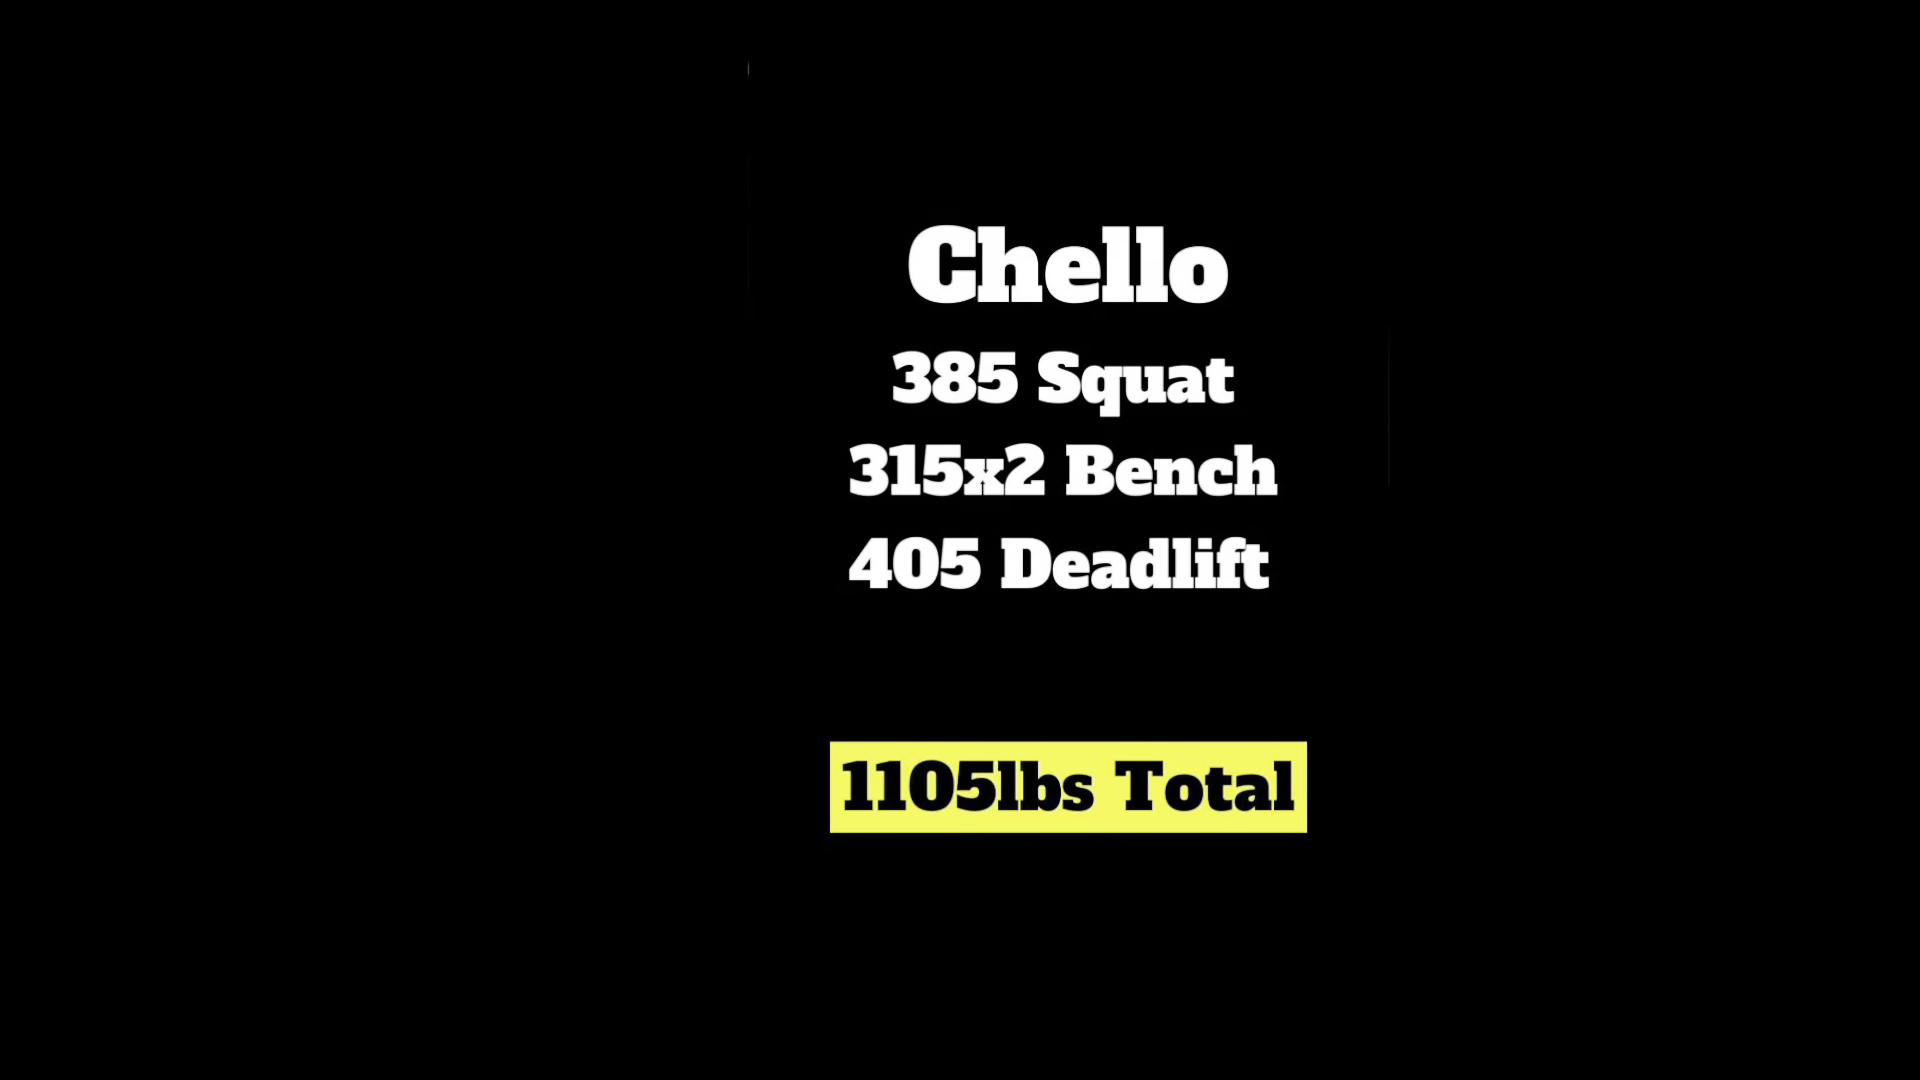 Chello
385 Squat
315x2 Bench
405 Deadlift
1105lbs Total